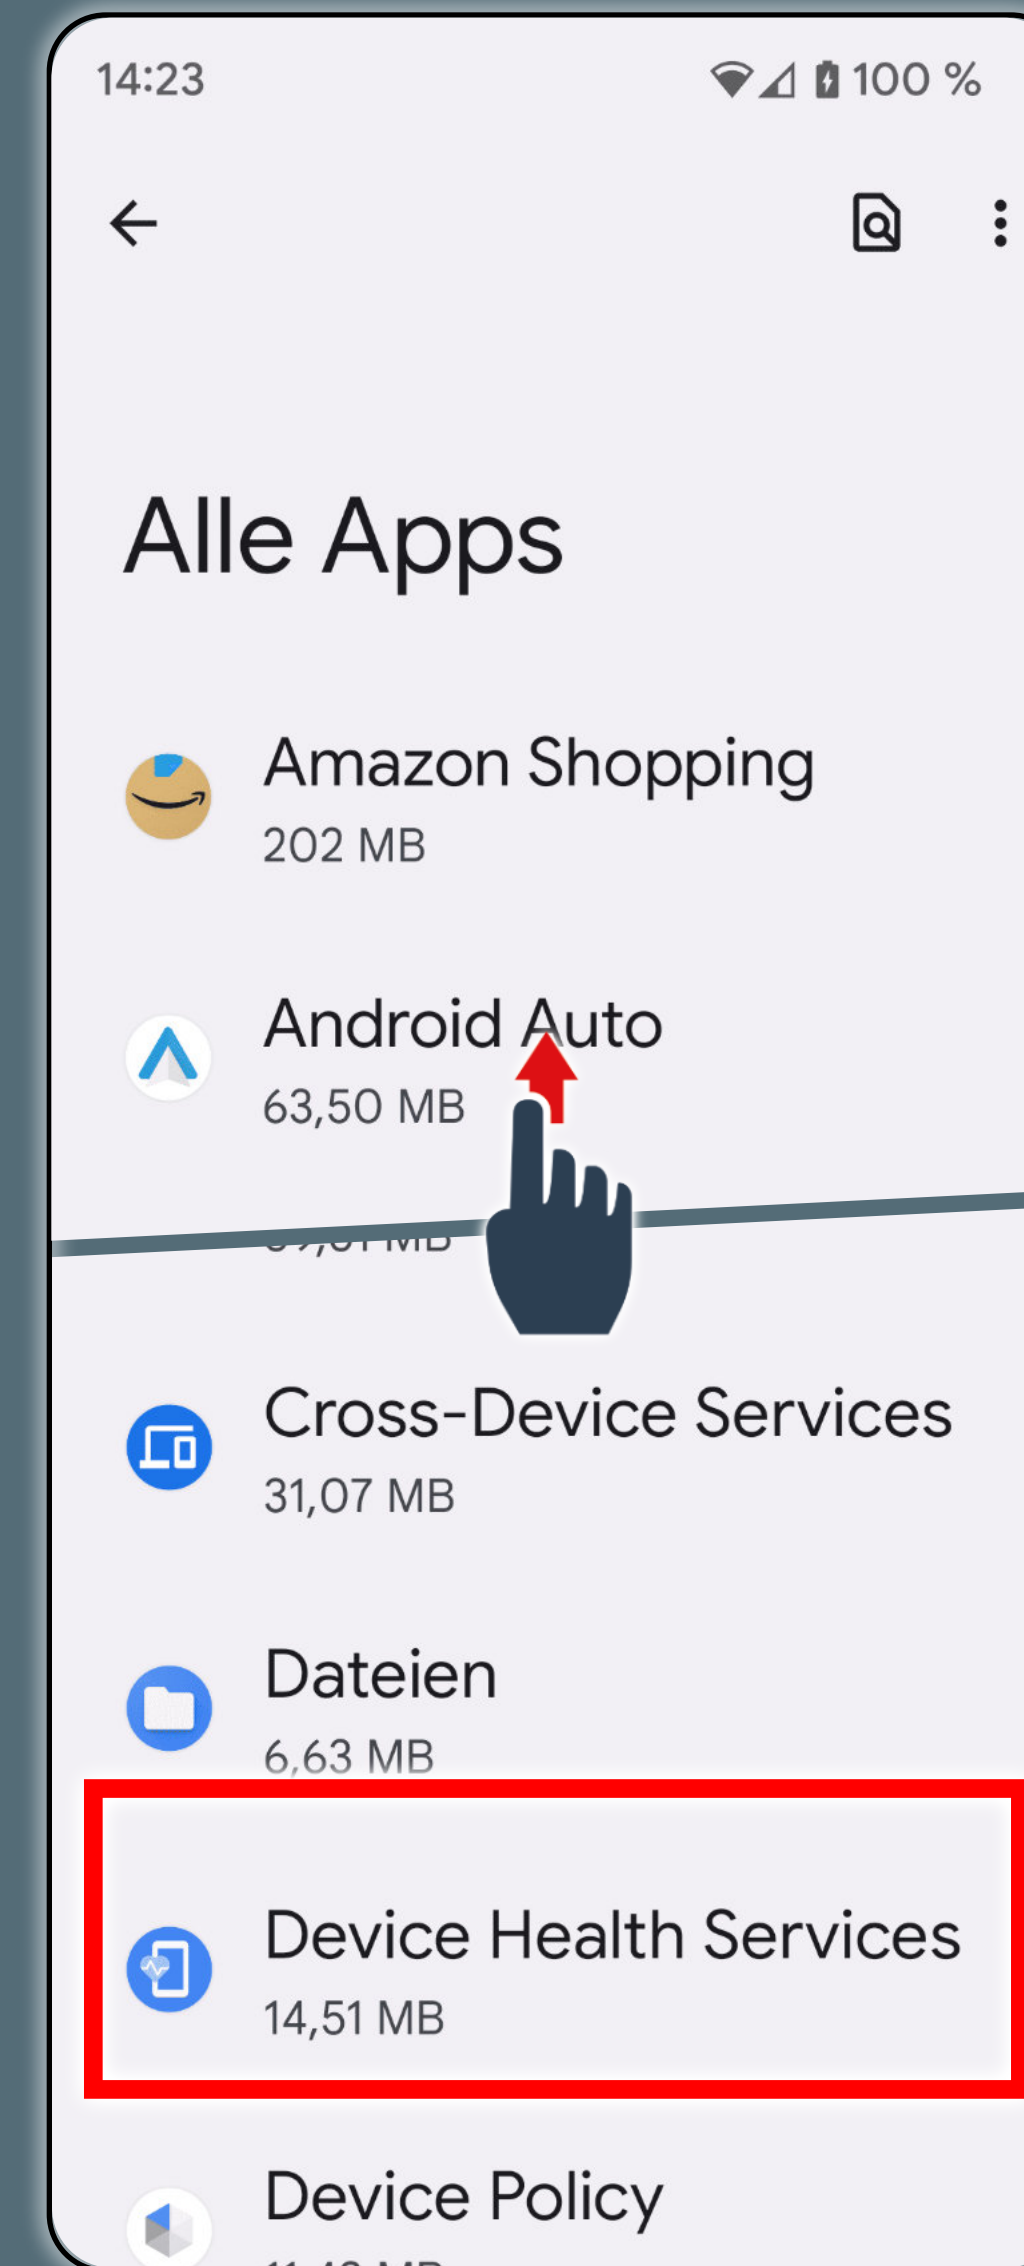 14:23
100 %
Alle Apps
Amazon Shopping
202 MB
Android Auto
63,50 MB
Cross-Device Services
31,07 MB
Dateien
6,63 MB
Device Health Services
14,51 MB
Device Policy